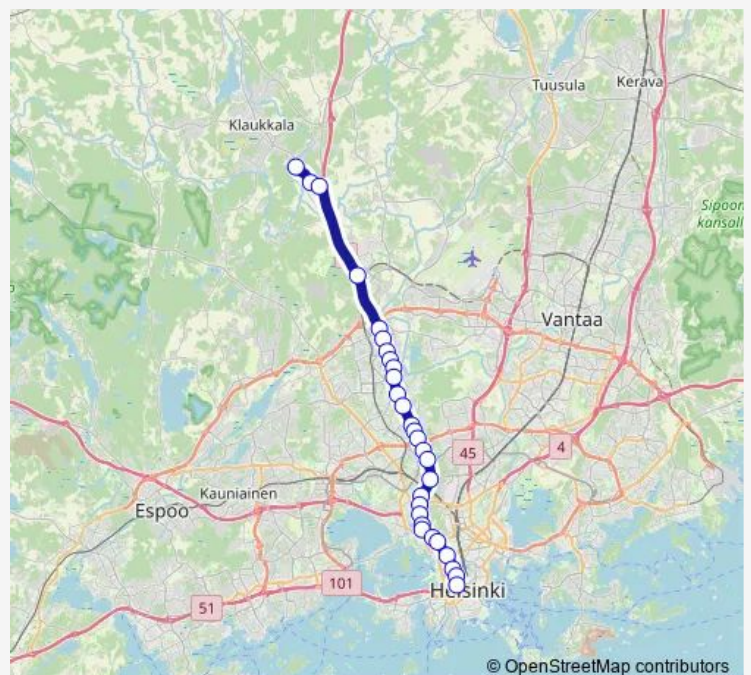 Tuusula
Kerava
Klaukkala
Sipoon
kansall
Vantaa
45
4
Kauniainen
Espoo
101
Helsinki
51
© OpenStreetMap contributors